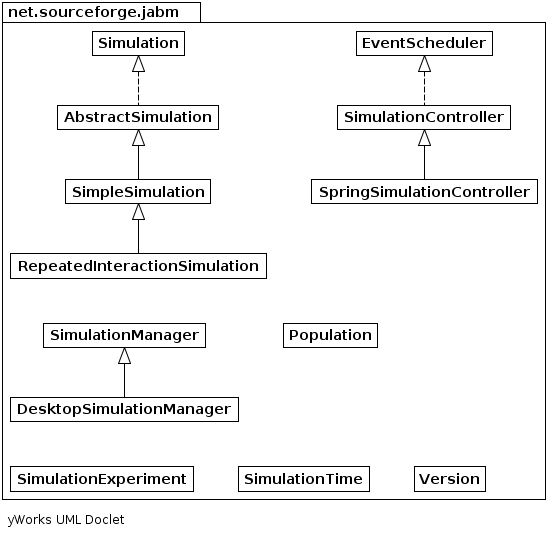 net.sourceforge.jabm
Simulation
EventScheduler
AbstractSimulation
SimulationController
SimpleSimulation
SpringSimulationController
RepeatedInteractionSimulation
SimulationManager
Population
DesktopSimulationManager
SimulationExperiment
SimulationTime
Version
yWorks UML Doclet